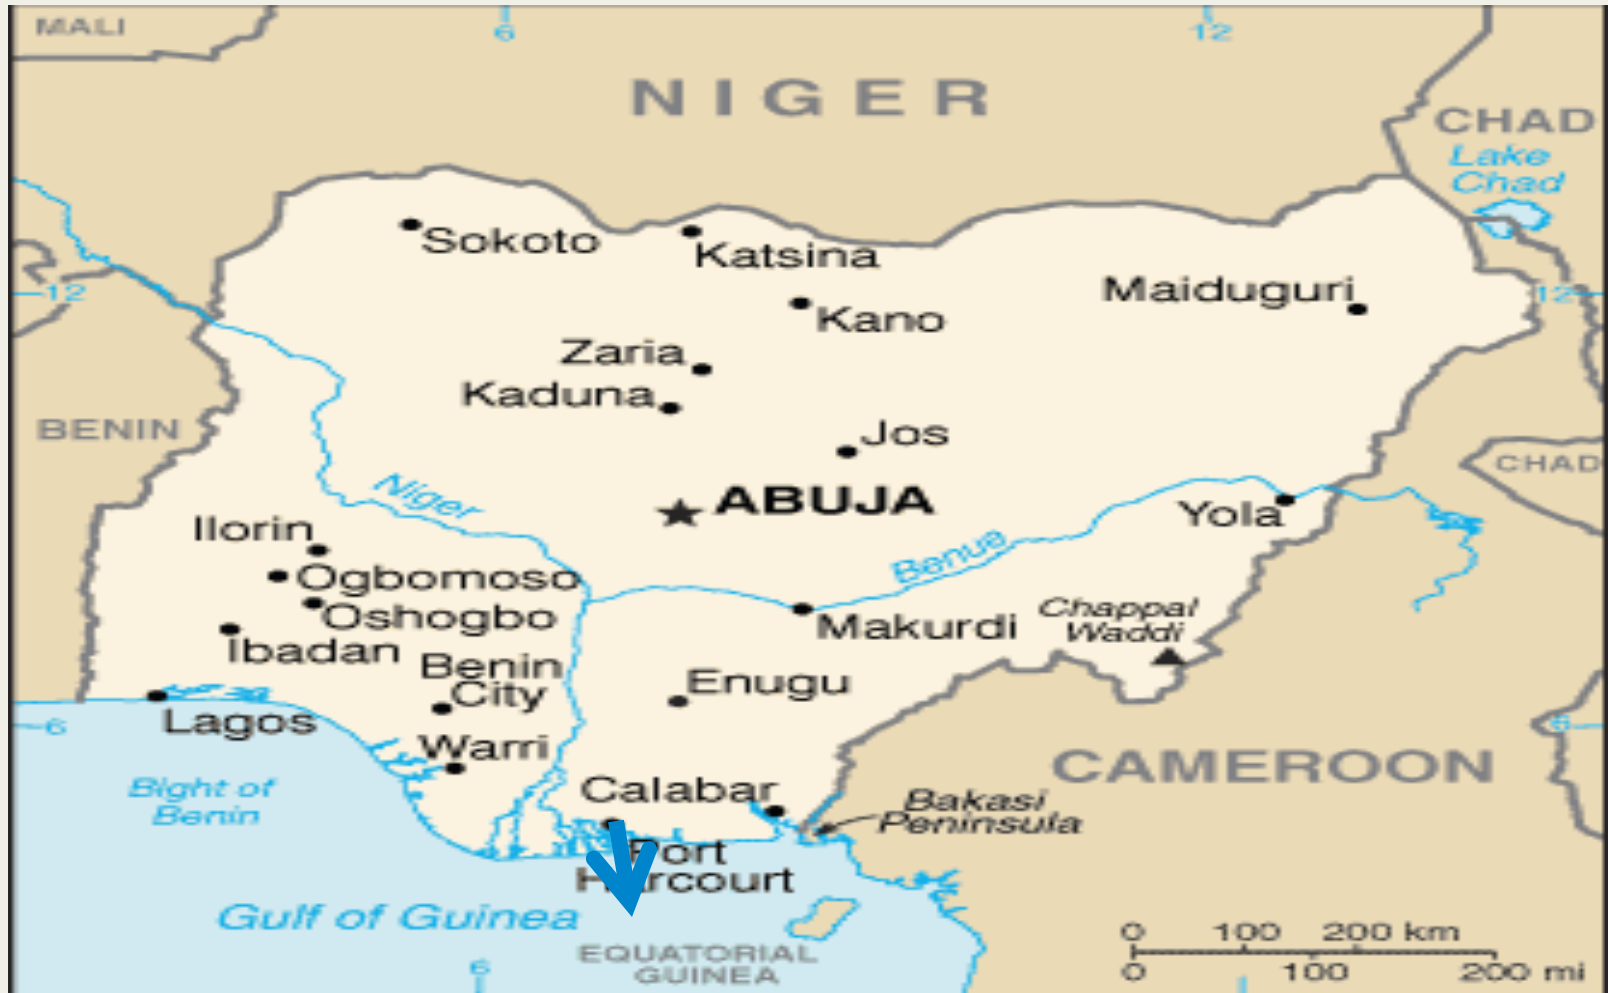 MALI
6
12
NIGER
CHAD
Lake
Chad
Sokoto
Katsina
12
Maiduguri
12
Kano
Zaria
Kaduna
BENIN
Jos
CHAD
Niger
ABUJA
Yola
Ilorin
Benue
Ogbomoso
Oshogbo
Chappal
Waddi
Makurdi
Ibadan
Benin
City
Enugu
Lagos
6
6
Warri
CAMEROON
Bight of
Benin
Calabar
Bakasi
Peninsula
Port
Harcourt
Gulf of Guinea
EQUATORIAL
GUINEA
6
0 100 200 km
0 100 200 mi